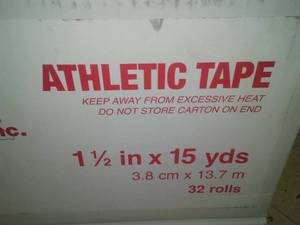 ATHLETIC TAPE
KEEP AWAY FROM EXCESSIVE HEAT
DO NOT STORE CARTON ON END
nc.
1 ½ in x 15 yds
3.8 cm x 13.7 m
32 rolls